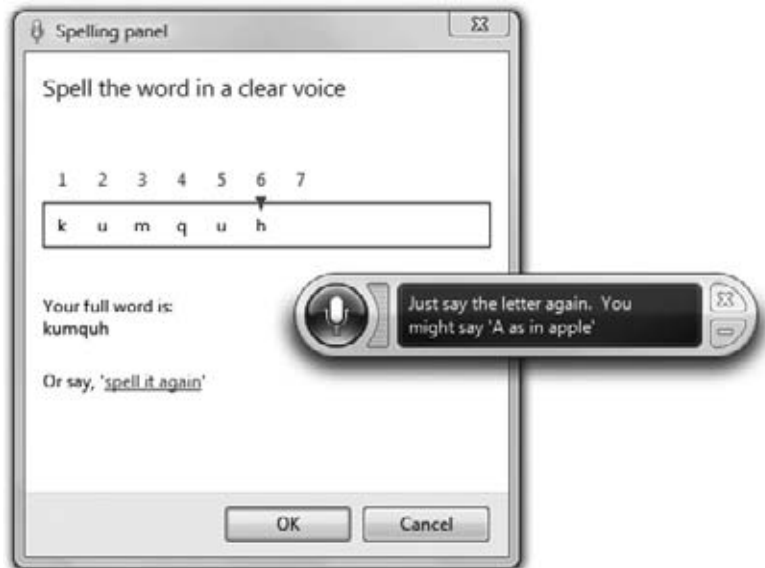 Spelling panel
Spell the word in a clear voice
1 2 3 4 5 6 7
k u m q u h
Just say the letter again. You
might say 'A as in apple'
Your full word is:
kumquh
Or say, 'spell it again'
OK Cancel